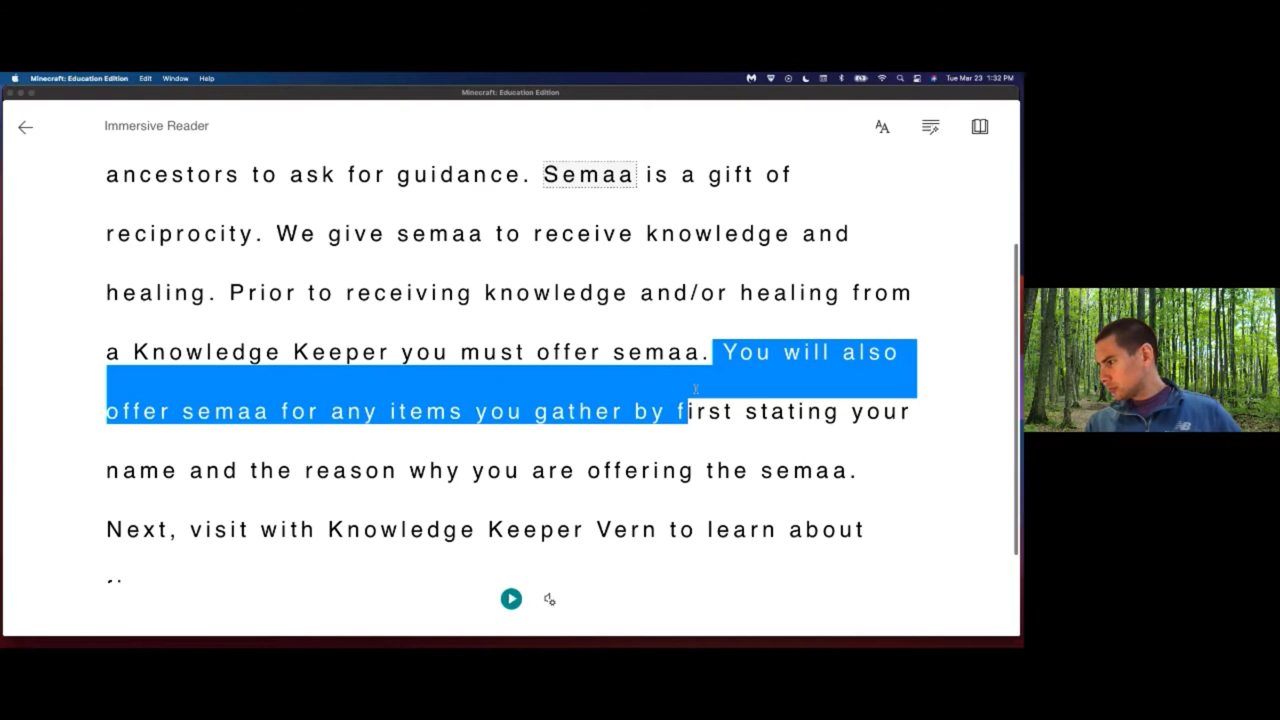 Minecraft: Education Edition Edit Window Help Tue Mar 23 1:32 PM
Minecraft: Education Edition
Immersive Reader
ancestors to ask for guidance. Semaa is a gift of
reciprocity. We give semaa to receive knowledge and
healing. Prior to receiving knowledge and/or healing from
a Knowledge Keeper you must offer semaa. You will also
offer semaa for any items you gather by first stating your
name and the reason why you are offering the semaa.
Next, visit with Knowledge Keeper Vern to learn about